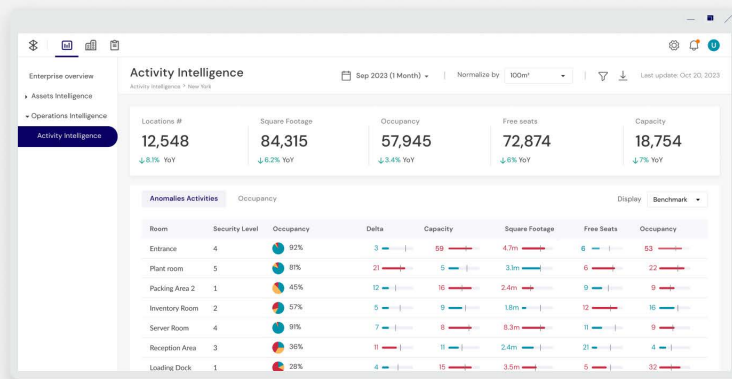 U
Enterprise overview
Assets Intelligence
Operations Intelligence
Activity Intelligence
Activity Intelligence
Activity Intelligence > New York
Sep 2023 (1 Month)
Normalize by 100m²
Last update: Oct 20, 2023
Locations # Square Footage Occupancy Free seats Capacity
12,548 84,315 57,945 72,874 18,754
↓8.1% YoY ↓6.2% YoY ↓3.4% YoY ↓6% YoY ↓7% YoY
Anomalies Activities Occupancy Display Benchmark
Room Security Level Occupancy Delta Capacity Square Footage Free Seats Occupancy
Entrance 4 92% 3 59 4.7m 6 53
Plant room 5 81% 21 5 3.1m 6 22
Packing Area 2 1 45% 12 16 2.4m 9 9
Inventory Room 2 57% 5 9 1.8m 12 16
Server Room 4 91% 7 8 8.3m 11 9
Reception Area 3 36% 11 11 2.4m 21 4
Loading Dock 1 28% 4 15 3.5m 5 32